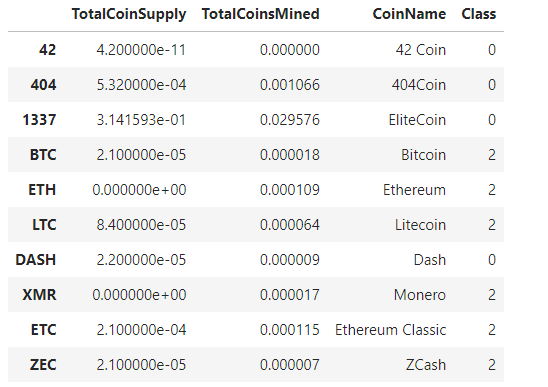 TotalCoinSupply TotalCoinsMined CoinName Class
42 4.200000e-11 0.000000 42 Coin 0
404 5.320000e-04 0.001066 404Coin 0
1337 3.141593e-01 0.029576 EliteCoin 0
BTC 2.100000e-05 0.000018 Bitcoin 2
ETH 0.000000e+00 0.000109 Ethereum 2
LTC 8.400000e-05 0.000064 Litecoin 2
DASH 2.200000e-05 0.000009 Dash 0
XMR 0.000000e+00 0.000017 Monero 2
ETC 2.100000e-04 0.000115 Ethereum Classic 2
ZEC 2.100000e-05 0.000007 ZCash 2